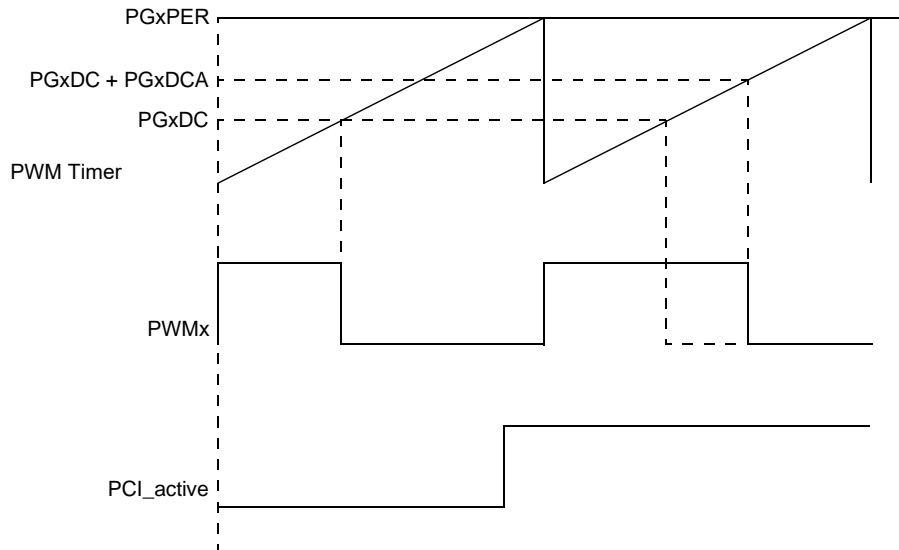 PGxPER
PGxDC + PGxDCA
PGxDC
PWM Timer
PWMx
PCI_active